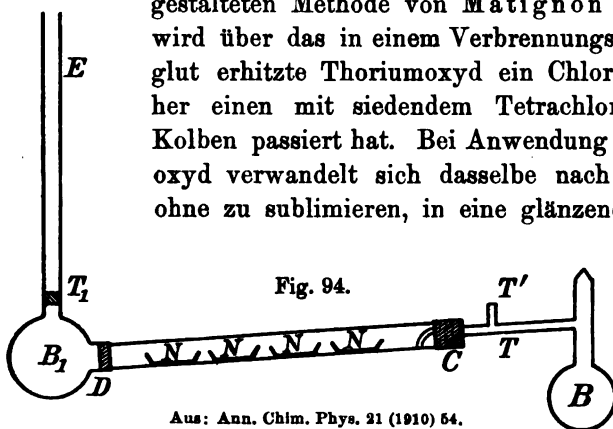 gestalteten Methode von Matignon
wird über das in einem Verbrennungs
glut erhitzte Thoriumoxyd ein Chlor
her einen mit siedendem Tetrachlor
Kolben passiert hat. Bei Anwendung
oxyd verwandelt sich dasselbe nach
ohne zu sublimieren, in eine glänzen
E
T₁
Fig. 94.
T'
B₁ D N N N N C T B
Aus: Ann. Chim. Phys. 21 (1910) 54.